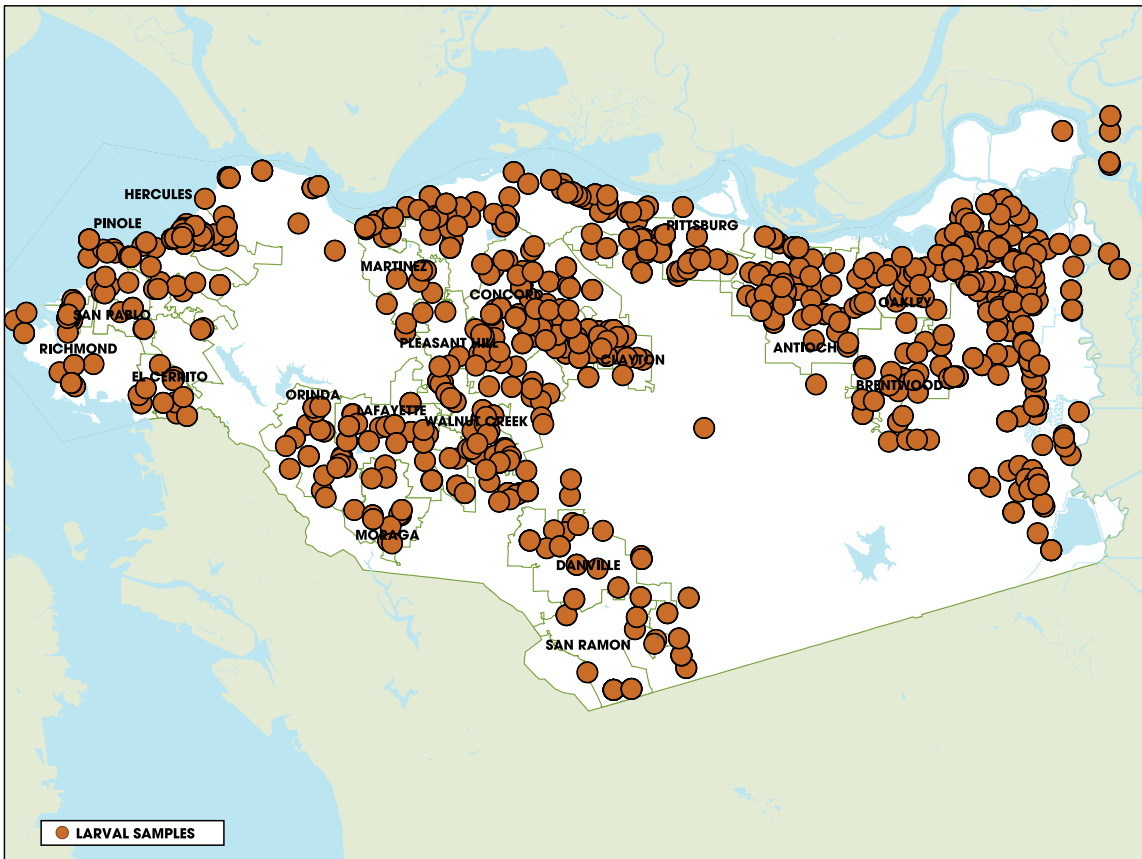 HERCULES
PINOLE
PITTSBURG
MARTINEZ
CONCORD
OAKLEY
SAN PABLO
RICHMOND
PLEASANT HILL
ANTIOCH
CLAYTON
EL CERRITO
BRENTWOOD
ORINDA
LAFAYETTE
WALNUT CREEK
MORAGA
DANVILLE
SAN RAMON
LARVAL SAMPLES